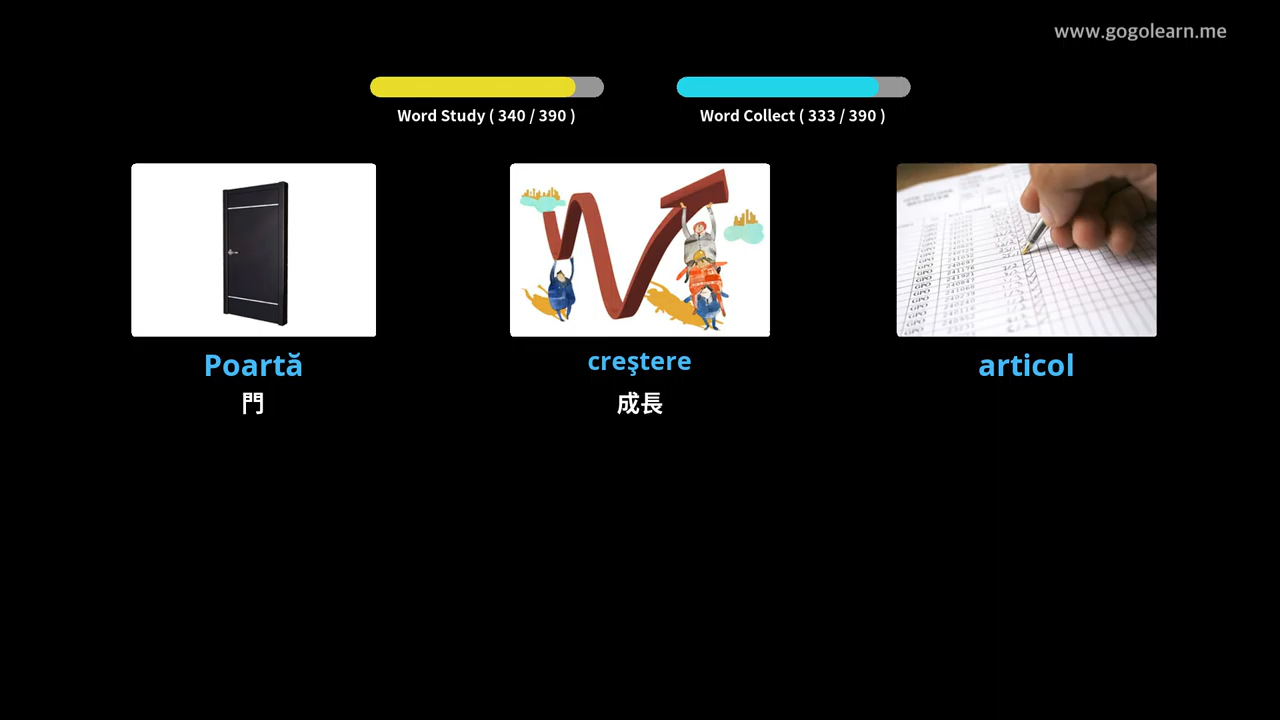 www.gogolearn.me
Word Study ( 340 / 390 )
Word Collect ( 333 / 390 )
Poartă
門
creştere
成長
articol